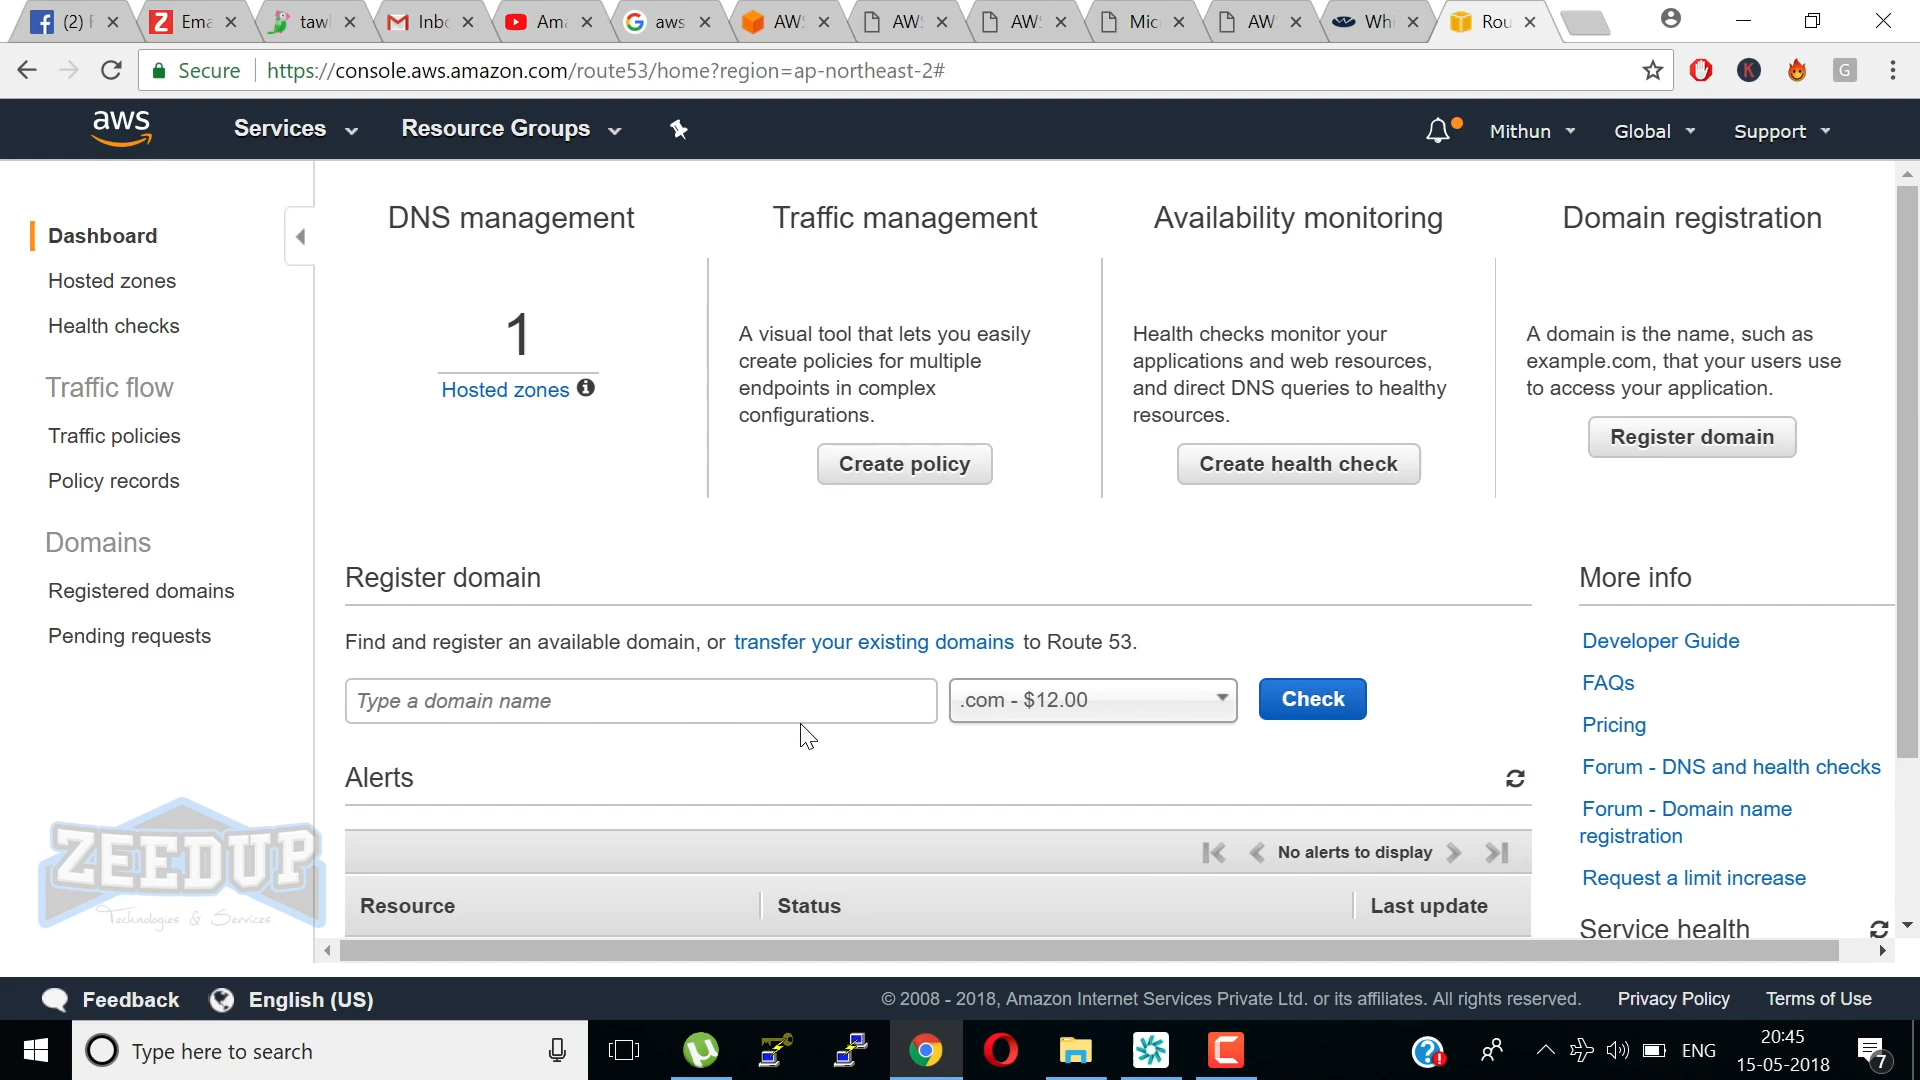 (2) F
Ema
tawl
Inbo
Ama
aws
AWS
AWS
AWS
Mic
AW
Whi
Rou
Secure
https://console.aws.amazon.com/route53/home?region=ap-northeast-2#
K
G
aws
Services
Resource Groups
Mithun
Global
Support
Dashboard
Hosted zones
Health checks
Traffic flow
Traffic policies
Policy records
Domains
Registered domains
Pending requests
DNS management
1
Hosted zones
Traffic management
A visual tool that lets you easily
create policies for multiple
endpoints in complex
configurations.
Create policy
Availability monitoring
Health checks monitor your
applications and web resources,
and direct DNS queries to healthy
resources.
Create health check
Domain registration
A domain is the name, such as
example.com, that your users use
to access your application.
Register domain
Register domain
Find and register an available domain, or transfer your existing domains to Route 53.
Type a domain name
.com - $12.00
Check
Alerts
No alerts to display
Resource
Status
Last update
More info
Developer Guide
FAQs
Pricing
Forum - DNS and health checks
Forum - Domain name
registration
Request a limit increase
Service health
ZEEDUP
Technologies & Services
Feedback
English (US)
© 2008 - 2018, Amazon Internet Services Private Ltd. or its affiliates. All rights reserved.
Privacy Policy
Terms of Use
Type here to search
ENG
20:45
15-05-2018
7